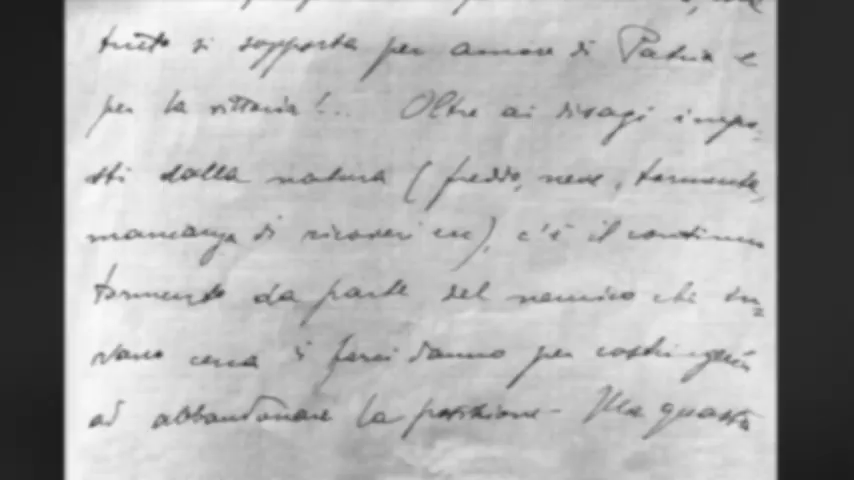 tutto si sopporta per amore di Patria e
per la vittoria!.. Oltre ai disagi impo-
sti dalla natura (freddo, neve, tormenta,
mancanza di ricoveri ecc), c'è il continuo
tormento da parte del nemico che in=
vano cerca di farci danno per costringerci
ad abbandonare la posizione - Ma questa